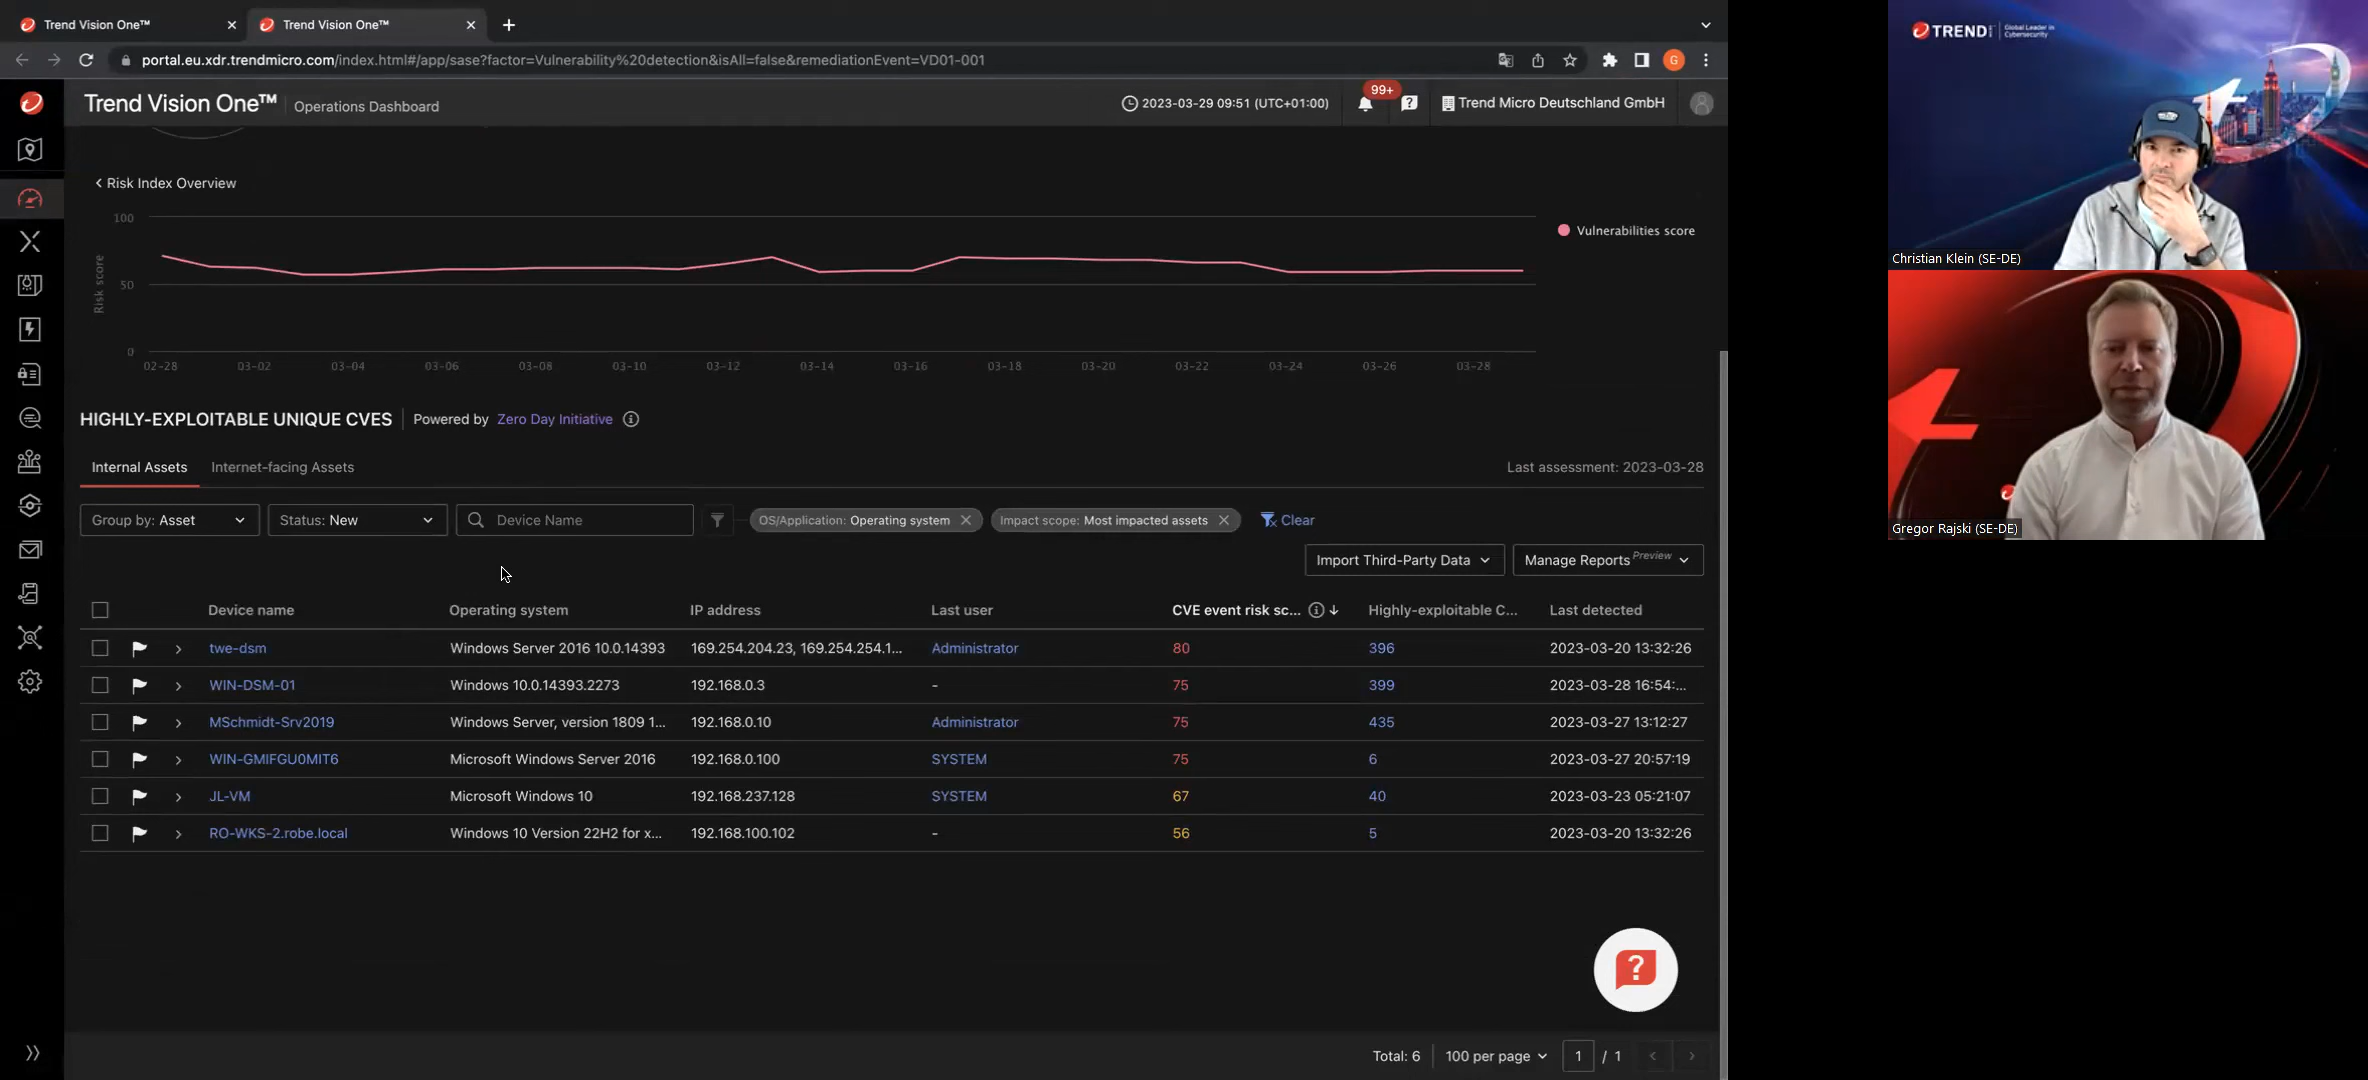 Trend Vision One™
Trend Vision One™
portal.eu.xdr.trendmicro.com/index.html#/app/sase?factor=Vulnerability%20detection&isAll=false&remediationEvent=VD01-001
G
Trend Vision One™ Operations Dashboard
2023-03-29 09:51 (UTC+01:00)
99+
Trend Micro Deutschland GmbH
Risk Index Overview
Risk score
100
50
0
02-28 03-02 03-04 03-06 03-08 03-10 03-12 03-14 03-16 03-18 03-20 03-22 03-24 03-26 03-28
Vulnerabilities score
HIGHLY-EXPLOITABLE UNIQUE CVES Powered by Zero Day Initiative
Internal Assets Internet-facing Assets Last assessment: 2023-03-28
Group by: Asset Status: New Device Name OS/Application: Operating system Impact scope: Most impacted assets Clear
Import Third-Party Data Manage Reports Preview
Device name Operating system IP address Last user CVE event risk sc... Highly-exploitable C... Last detected
twe-dsm Windows Server 2016 10.0.14393 169.254.204.23, 169.254.254.1... Administrator 80 396 2023-03-20 13:32:26
WIN-DSM-01 Windows 10.0.14393.2273 192.168.0.3 - 75 399 2023-03-28 16:54:...
MSchmidt-Srv2019 Windows Server, version 1809 1... 192.168.0.10 Administrator 75 435 2023-03-27 13:12:27
WIN-GMIFGU0MIT6 Microsoft Windows Server 2016 192.168.0.100 SYSTEM 75 6 2023-03-27 20:57:19
JL-VM Microsoft Windows 10 192.168.237.128 SYSTEM 67 40 2023-03-23 05:21:07
RO-WKS-2.robe.local Windows 10 Version 22H2 for x... 192.168.100.102 - 56 5 2023-03-20 13:32:26
?
Total: 6 100 per page 1 / 1
TREND
Global Leader in
Cybersecurity
Christian Klein (SE-DE)
Gregor Rajski (SE-DE)